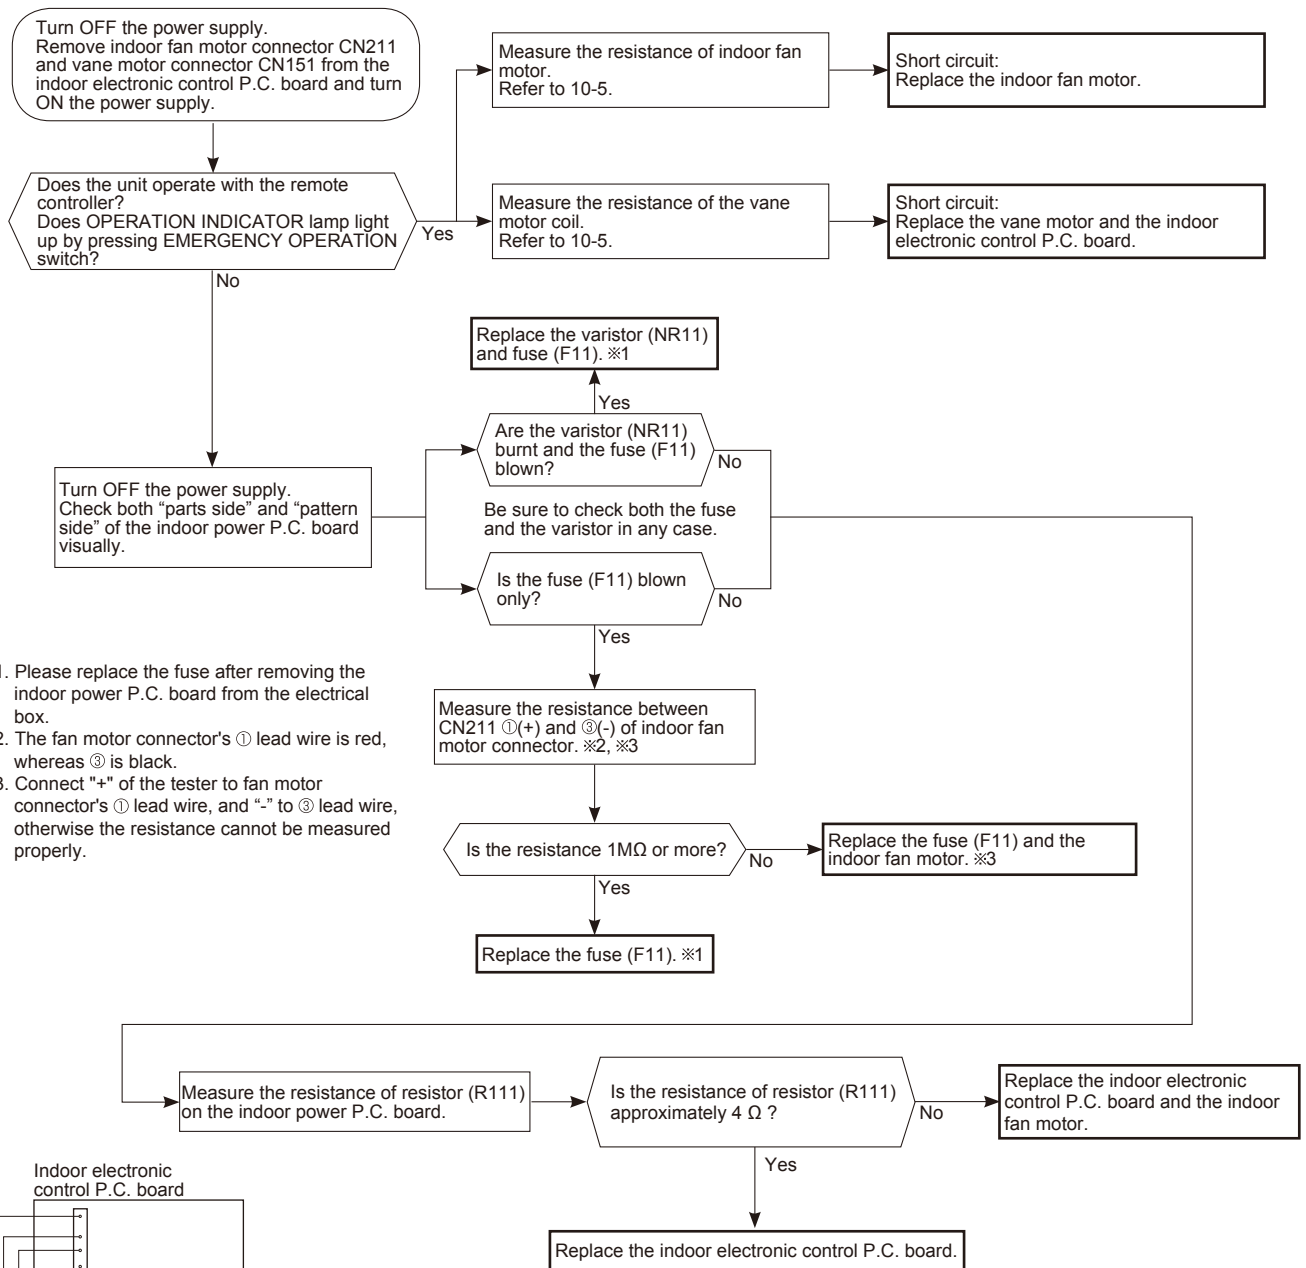 Turn OFF the power supply.
Remove indoor fan motor connector CN211
and vane motor connector CN151 from the
indoor electronic control P.C. board and turn
ON the power supply.
Measure the resistance of indoor fan
motor.
Refer to 10-5.
Short circuit:
Replace the indoor fan motor.
Does the unit operate with the remote
controller?
Does OPERATION INDICATOR lamp light
up by pressing EMERGENCY OPERATION
switch?
Yes
No
Measure the resistance of the vane
motor coil.
Refer to 10-5.
Short circuit:
Replace the vane motor and the indoor
electronic control P.C. board.
Replace the varistor (NR11)
and fuse (F11). ※1
Yes
Are the varistor (NR11)
burnt and the fuse (F11)
blown?
No
Turn OFF the power supply.
Check both “parts side” and “pattern
side” of the indoor power P.C. board
visually.
Be sure to check both the fuse
and the varistor in any case.
Is the fuse (F11) blown
only?
No
Yes
1. Please replace the fuse after removing the
indoor power P.C. board from the electrical
box.
2. The fan motor connector's ① lead wire is red,
whereas ③ is black.
3. Connect "+" of the tester to fan motor
connector's ① lead wire, and “-” to ③ lead wire,
otherwise the resistance cannot be measured
properly.
Measure the resistance between
CN211 ①(+) and ③(-) of indoor fan
motor connector. ※2, ※3
Is the resistance 1MΩ or more?
No
Replace the fuse (F11) and the
indoor fan motor. ※3
Yes
Replace the fuse (F11). ※1
Measure the resistance of resistor (R111)
on the indoor power P.C. board.
Is the resistance of resistor (R111)
approximately 4 Ω ?
No
Replace the indoor electronic
control P.C. board and the indoor
fan motor.
Yes
Replace the indoor electronic control P.C. board.
Indoor electronic
control P.C. board